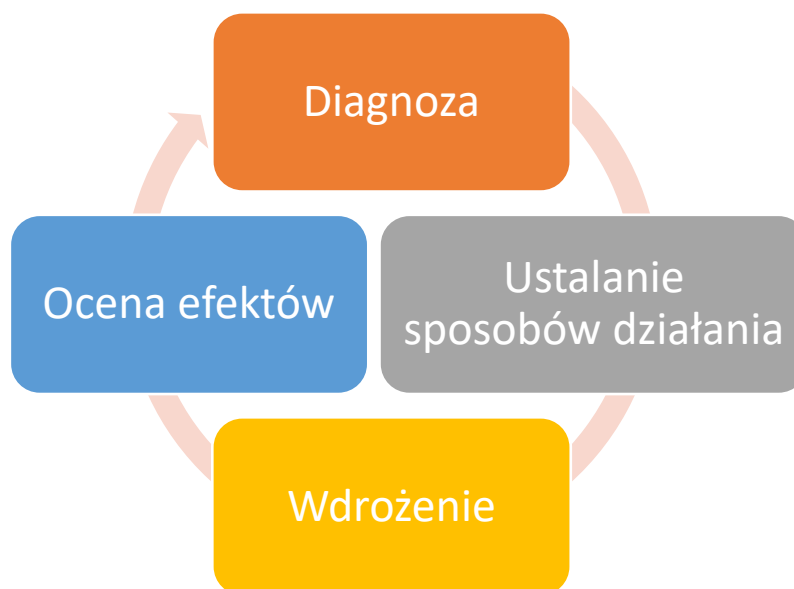 Diagnoza
Ustalanie
sposobów działania
Ocena efektów
Wdrożenie